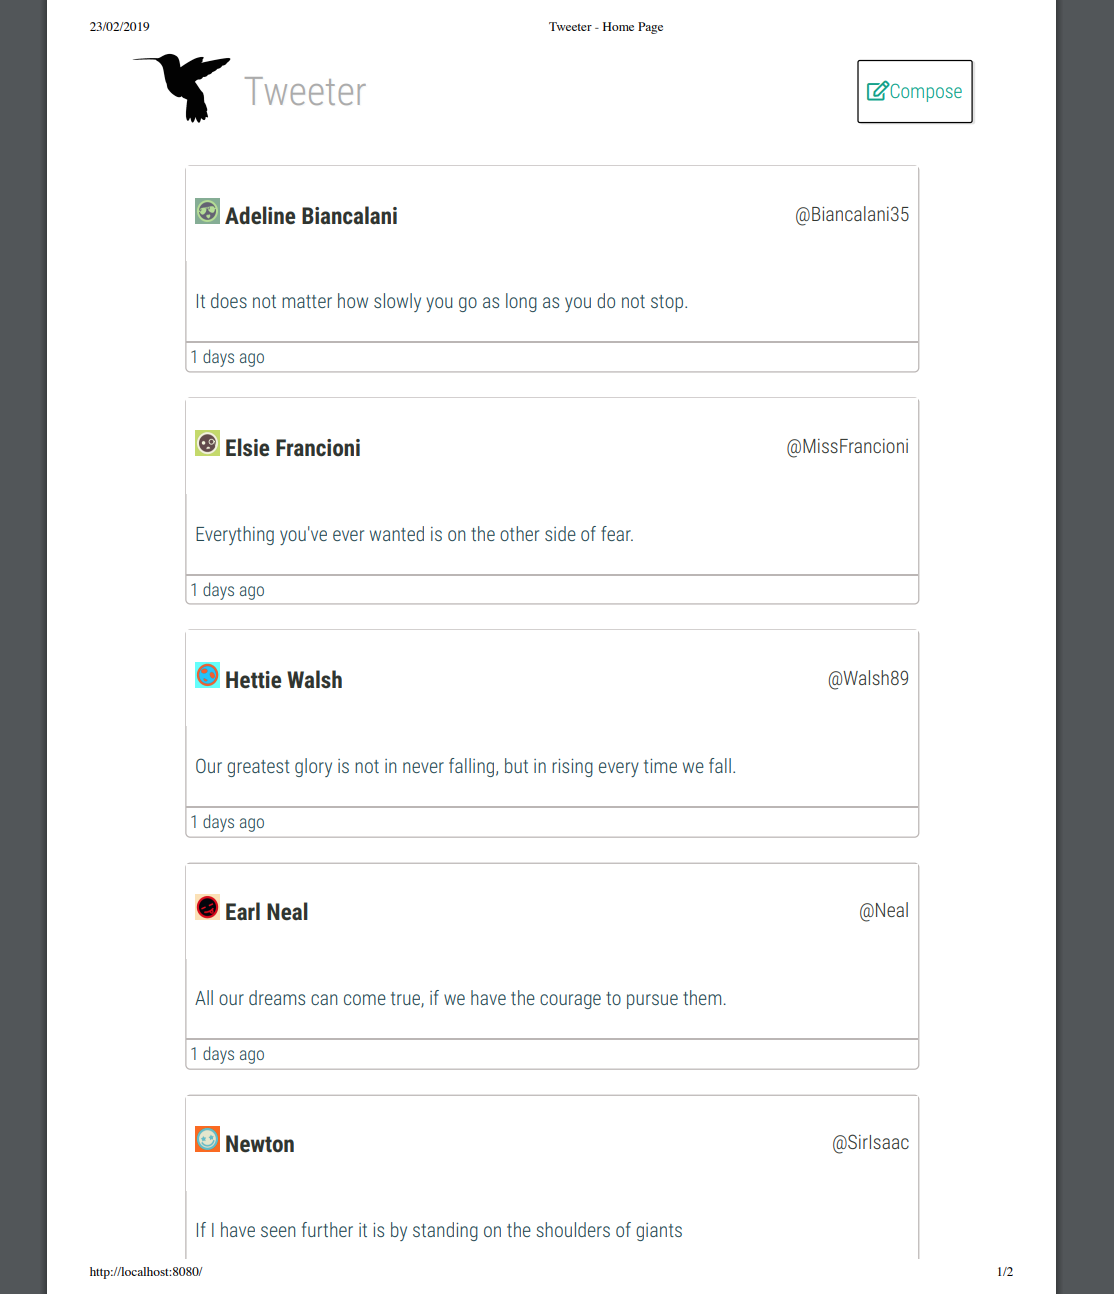 23/02/2019 Tweeter - Home Page
Tweeter Compose
Adeline Biancalani @Biancalani35
It does not matter how slowly you go as long as you do not stop.
1 days ago
Elsie Francioni @MissFrancioni
Everything you've ever wanted is on the other side of fear.
1 days ago
Hettie Walsh @Walsh89
Our greatest glory is not in never falling, but in rising every time we fall.
1 days ago
Earl Neal @Neal
All our dreams can come true, if we have the courage to pursue them.
1 days ago
Newton @SirIsaac
If I have seen further it is by standing on the shoulders of giants
http://localhost:8080/ 1/2